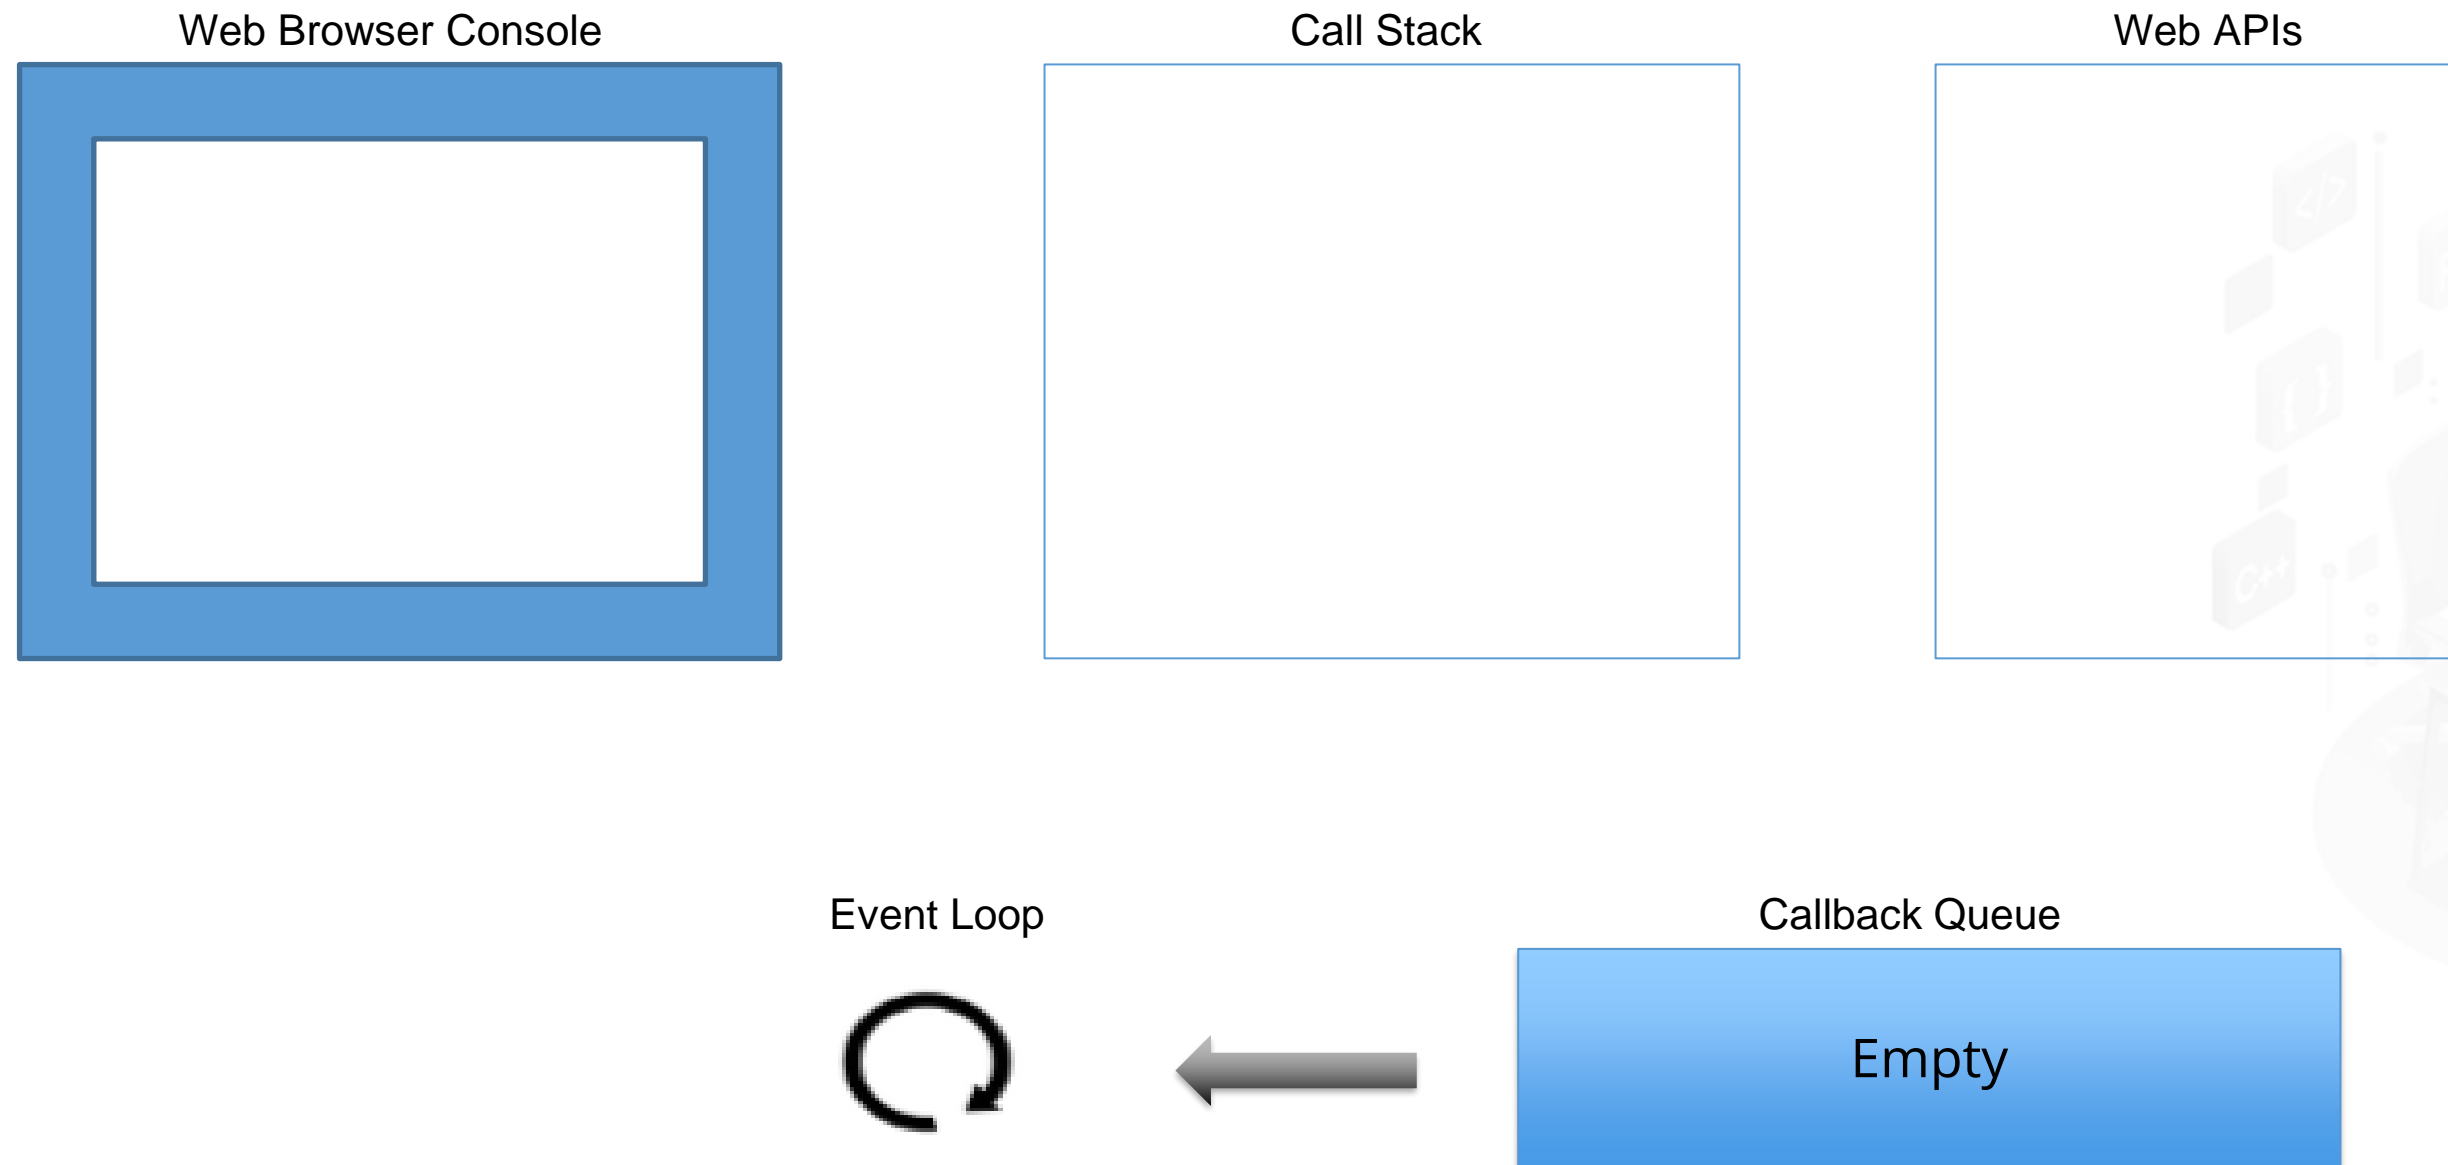 Web Browser Console
Call Stack
Web APIs
</>
{ }
C++
Event Loop
Callback Queue
Empty